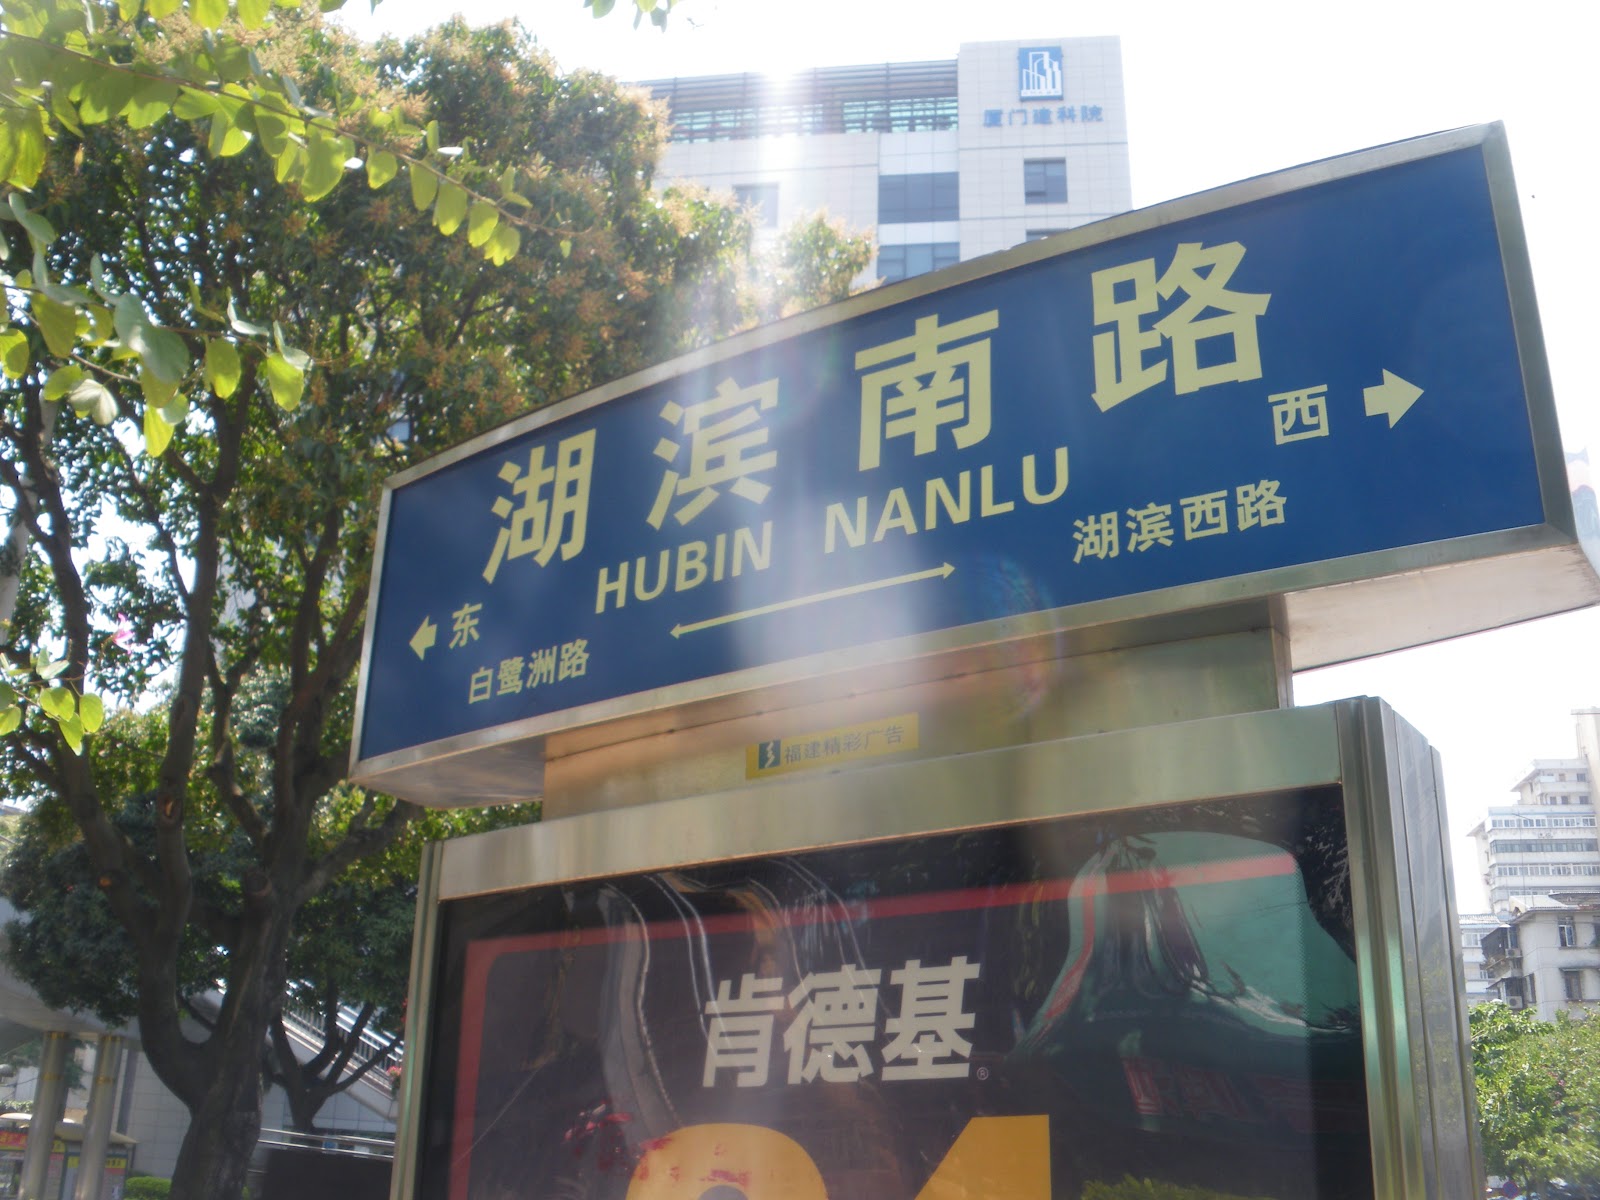 厦门建科院
湖滨南路
HUBIN NANLU
东
西
白鹭洲路
湖滨西路
福建精彩广告
肯德基®